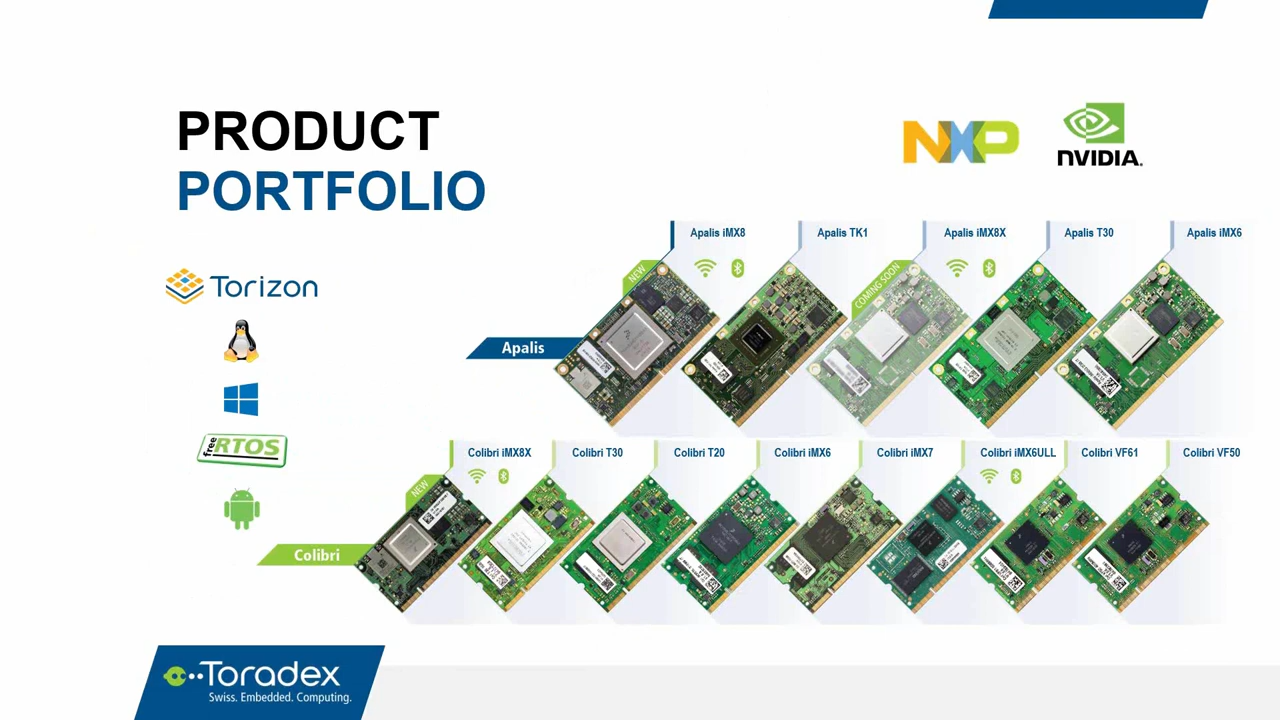 PRODUCT
PORTFOLIO
NXP
NVIDIA.
Torizon
free RTOS
Apalis iMX8
Apalis TK1
Apalis iMX8X
Apalis T30
Apalis iMX6
NEW
COMING SOON
Apalis
Colibri iMX8X
Colibri T30
Colibri T20
Colibri iMX6
Colibri iMX7
Colibri iMX6ULL
Colibri VF61
Colibri VF50
NEW
Colibri
Toradex
Swiss. Embedded. Computing.